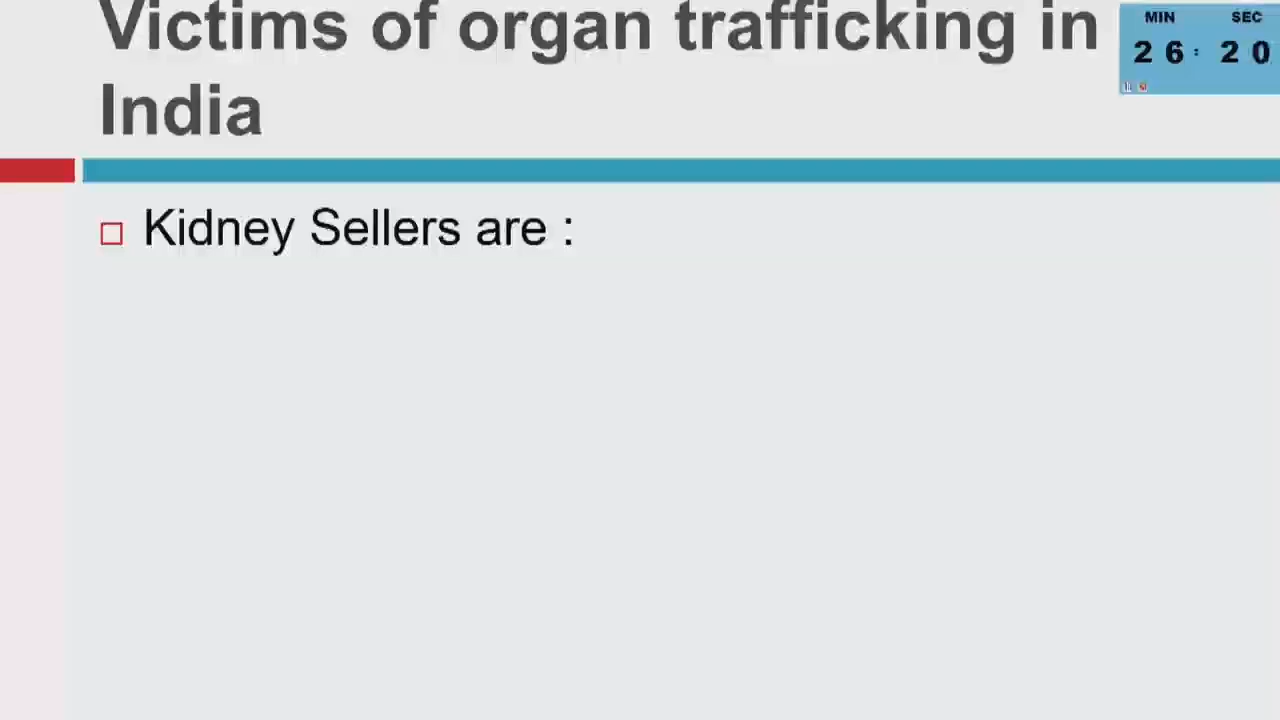 Victims of organ trafficking in
India
MIN SEC
26:20
Kidney Sellers are :